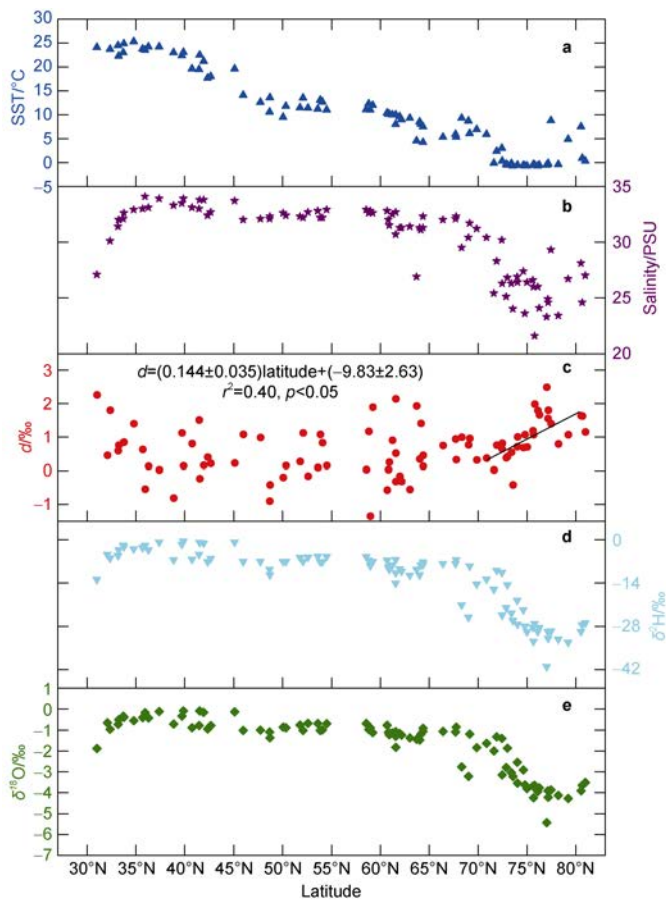 30
25
20
15
10
5
0
−5
SST/°C
a
b
35
30
25
20
Salinity/PSU
d=(0.144±0.035)latitude+(−9.83±2.63)
r²=0.40, p<0.05
c
3
2
1
0
−1
d/‰
d
0
−14
−28
−42
δ²H/‰
e
1
0
−1
−2
−3
−4
−5
−6
−7
δ¹⁸O/‰
30°N 35°N 40°N 45°N 50°N 55°N 60°N 65°N 70°N 75°N 80°N
Latitude